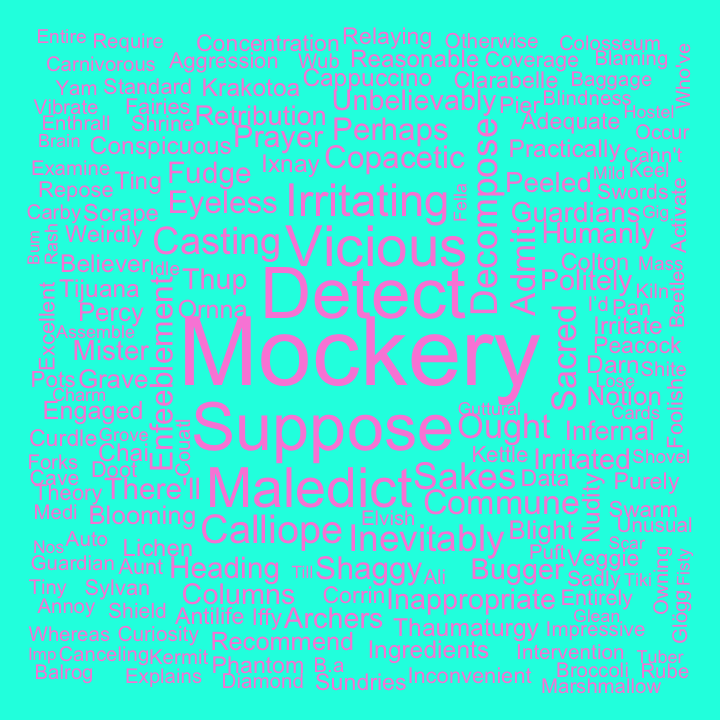 Entire Require Concentration Relaying Otherwise Colosseum
Carnivorous Aggression Wub Reasonable Coverage Blaming Who've
Yam Standard Krakotoa Cappuccino Clarabelle Baggage
Vibrate Fairies Retribution Unbelievably Pier Blindness Hostel
Enthrall Shrine Prayer Perhaps Adequate Occur
Brain Conspicuous Ixnay Copacetic Decompose Practically Cahn't
Examine Ting Fudge Peeled Mild Keel
Repose Eyeless Irritating Fella Swords
Carby Scrape Guardians Gig Activate
Bum Rash Weirdly Casting Vicious Admit Humanly
Believer Idle Thup Detect Politely Colton Mass
Tijuana Ornna I'd Pan Kiln Beetles
Excellent Percy Enfeeblement Sacred Irritate
Assemble Mister Mockery Peacock
Pots Grave Darn Shite
Charm Lose Notion Foolish
Engaged Suppose Guttural Ought Cards
Curdle Grove Couatl Infernal
Forks Chai Kettle Irritated Shovel
Cave Doot Maledict Sakes Data Purely
Theory There'll Commune Nudity
Medi Blooming Calliope Elvish Blight Swarm
Auto Inevitably Unusual
Nos Lichen Puft Scar
Guardian Aunt Heading Till Shaggy Ali Bugger Veggie
Tiny Sylvan Columns Corrin Inappropriate Sadly Tiki Owning Fisty
Annoy Shield Antilife Iffy Archers Entirely
Whereas Curiosity Thaumaturgy Glean Impressive Glögg
Imp Canceling Kermit Recommend Ingredients Intervention Tuber
Balrog Explains Phantom B.a Inconvenient Broccoli Rube
Diamond Sundries Marshmallow